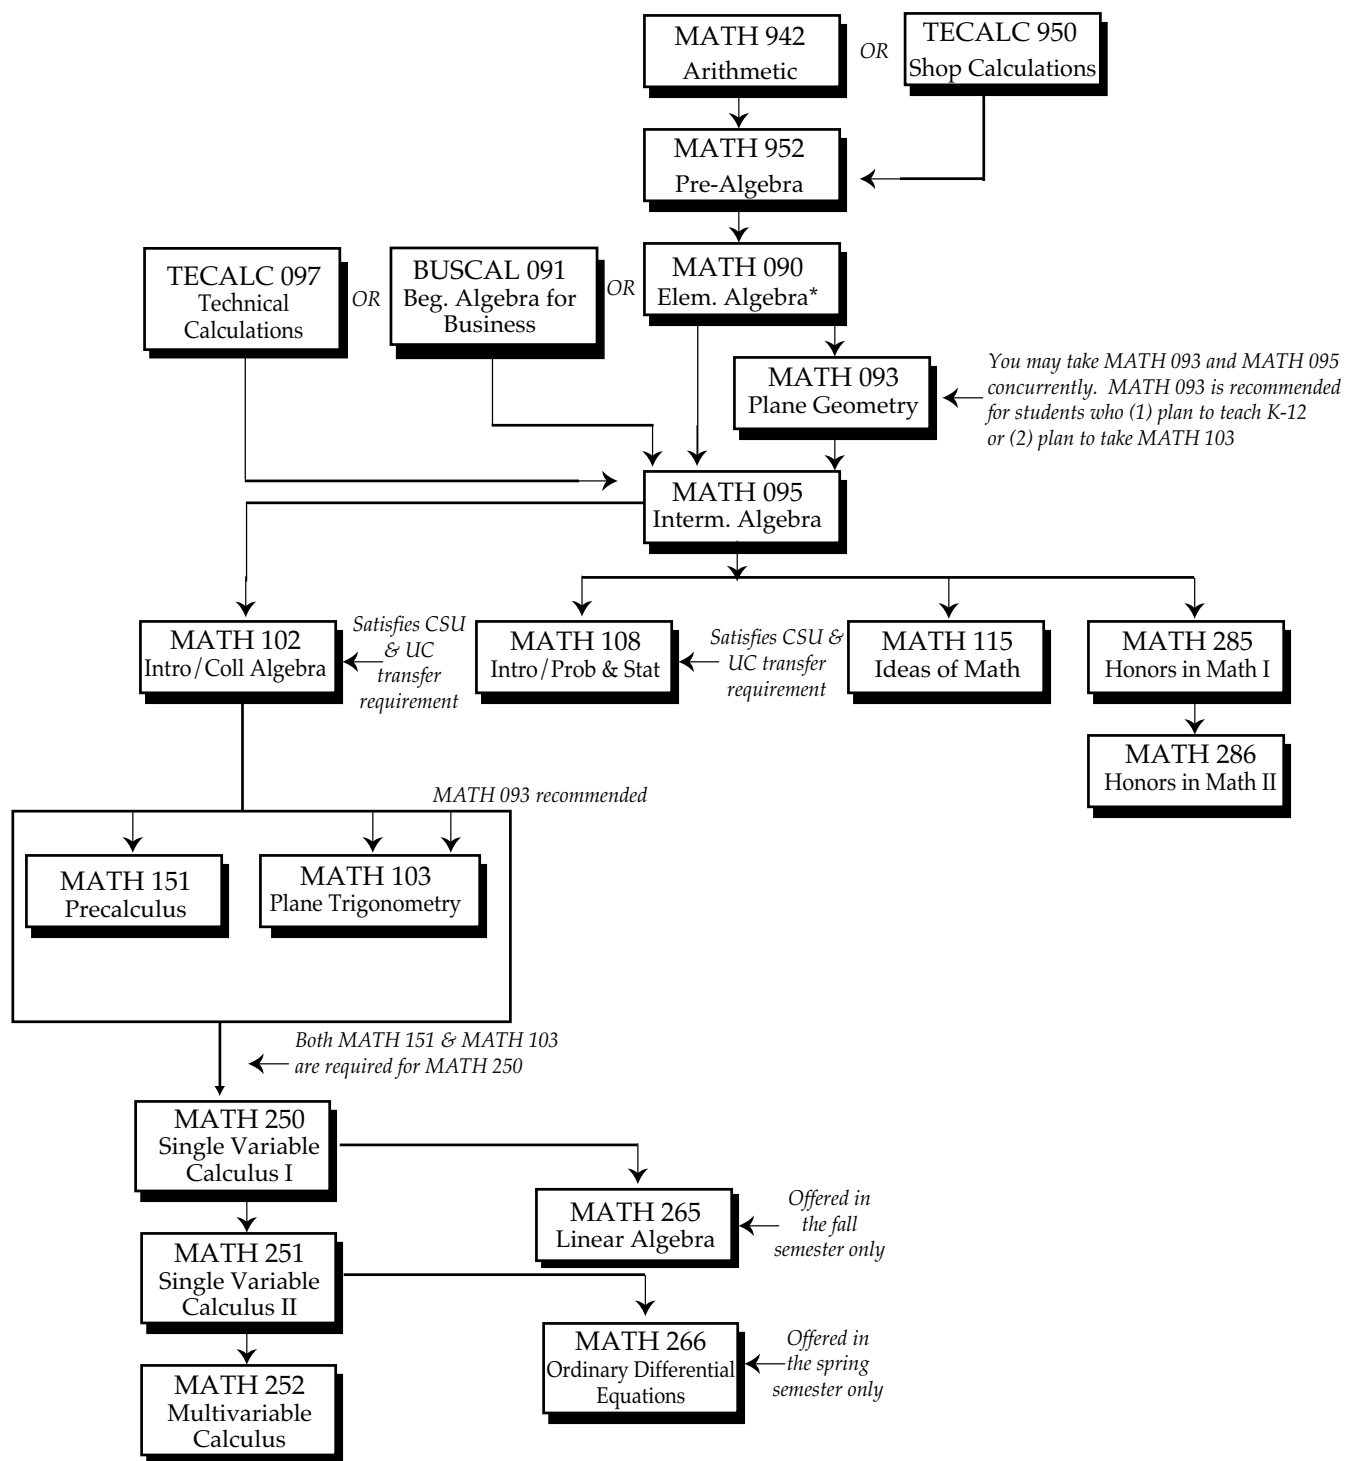 MATH 942
Arithmetic
OR
TECALC 950
Shop Calculations
MATH 952
Pre-Algebra
TECALC 097
Technical
Calculations
OR
BUSCAL 091
Beg. Algebra for
Business
OR
MATH 090
Elem. Algebra*
MATH 093
Plane Geometry
You may take MATH 093 and MATH 095
concurrently.  MATH 093 is recommended
for students who (1) plan to teach K-12
or (2) plan to take MATH 103
MATH 095
Interm. Algebra
MATH 102
Intro/Coll Algebra
Satisfies CSU
& UC
transfer
requirement
MATH 108
Intro/Prob & Stat
Satisfies CSU &
UC transfer
requirement
MATH 115
Ideas of Math
MATH 285
Honors in Math I
MATH 286
Honors in Math II
MATH 093 recommended
MATH 151
Precalculus
MATH 103
Plane Trigonometry
Both MATH 151 & MATH 103
are required for MATH 250
MATH 250
Single Variable
Calculus I
MATH 265
Linear Algebra
Offered in
the fall
semester only
MATH 251
Single Variable
Calculus II
MATH 266
Ordinary Differential
Equations
Offered in
the spring
semester only
MATH 252
Multivariable
Calculus